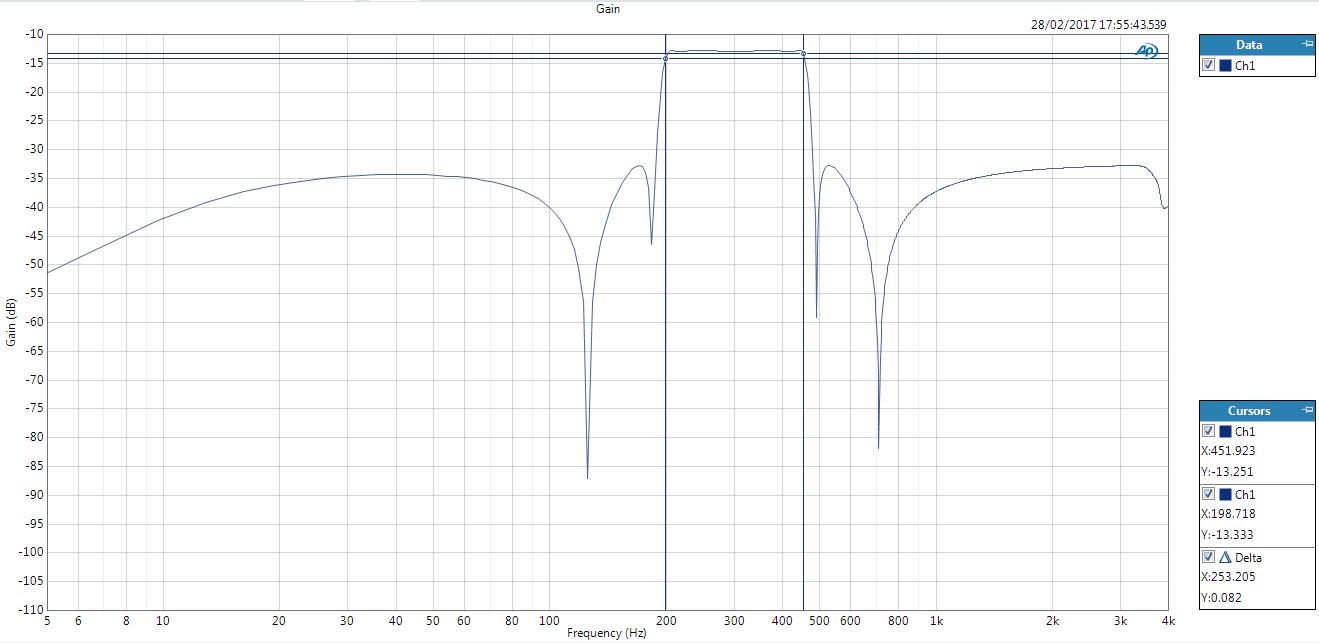 Gain
28/02/2017 17:55:43.539
-10
-15
-20
-25
-30
-35
-40
-45
-50
-55
-60
-65
-70
-75
-80
-85
-90
-95
-100
-105
-110
Gain (dB)
5 6 8 10 20 30 40 50 60 80 100 200 300 400 500 600 800 1k 2k 3k 4k
Frequency (Hz)
AP
Data
Ch1
Cursors
Ch1
X:451.923
Y:-13.251
Ch1
X:198.718
Y:-13.333
Delta
X:253.205
Y:0.082